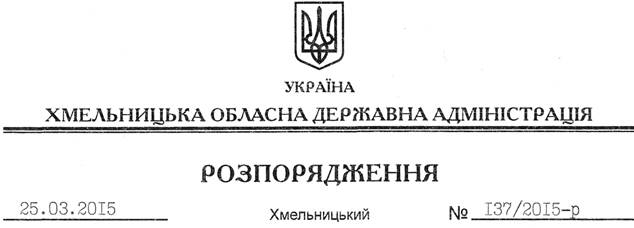 УКРАЇНА
ХМЕЛЬНИЦЬКА ОБЛАСНА ДЕРЖАВНА АДМІНІСТРАЦІЯ
РОЗПОРЯДЖЕННЯ
25.03.2015 Хмельницький № 137/2015-р